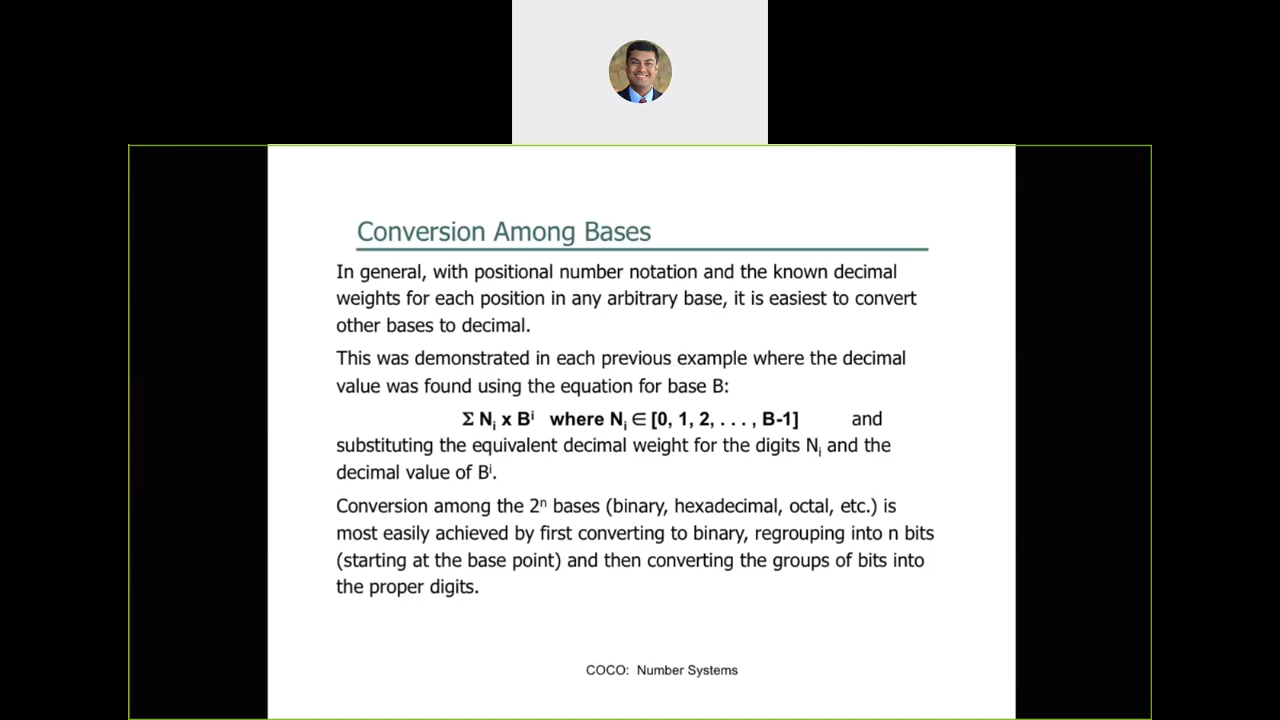 Conversion Among Bases
In general, with positional number notation and the known decimal
weights for each position in any arbitrary base, it is easiest to convert
other bases to decimal.
This was demonstrated in each previous example where the decimal
value was found using the equation for base B:
Σ Nᵢ x Bⁱ where Nᵢ ∈ [0, 1, 2, . . . , B-1] and
substituting the equivalent decimal weight for the digits Nᵢ and the
decimal value of Bⁱ.
Conversion among the 2ⁿ bases (binary, hexadecimal, octal, etc.) is
most easily achieved by first converting to binary, regrouping into n bits
(starting at the base point) and then converting the groups of bits into
the proper digits.
COCO: Number Systems